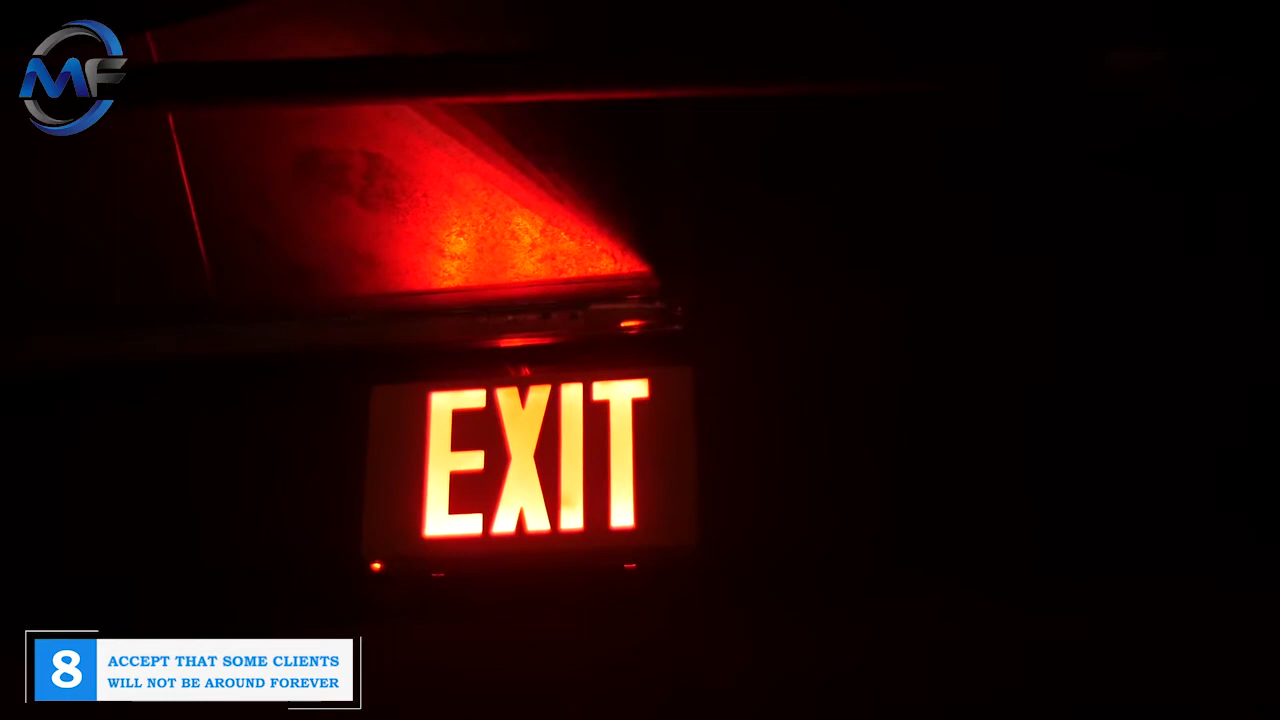 MF
EXIT
8
ACCEPT THAT SOME CLIENTS
WILL NOT BE AROUND FOREVER